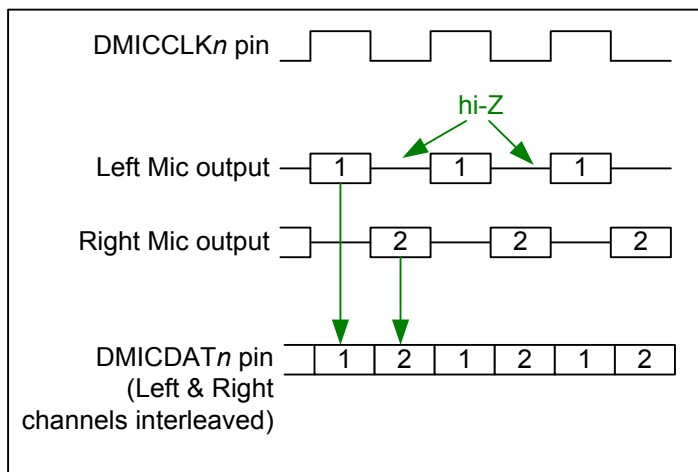 DMICCLKn pin
hi-Z
Left Mic output
1 1 1
Right Mic output
2 2 2
DMICDATn pin
1 2 1 2 1 2
(Left & Right
channels interleaved)